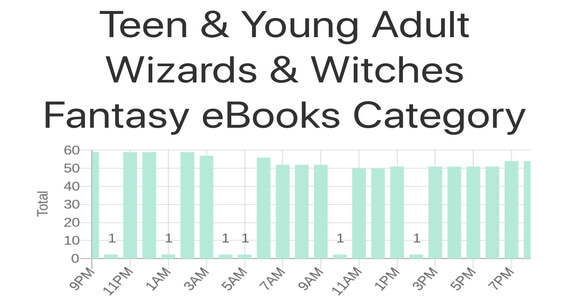 Teen & Young Adult
Wizards & Witches
Fantasy eBooks Category
60
50
40
30
20
10
0
Total
1 1 1 1 1 1
9PM 11PM 1AM 3AM 5AM 7AM 9AM 11AM 1PM 3PM 5PM 7PM